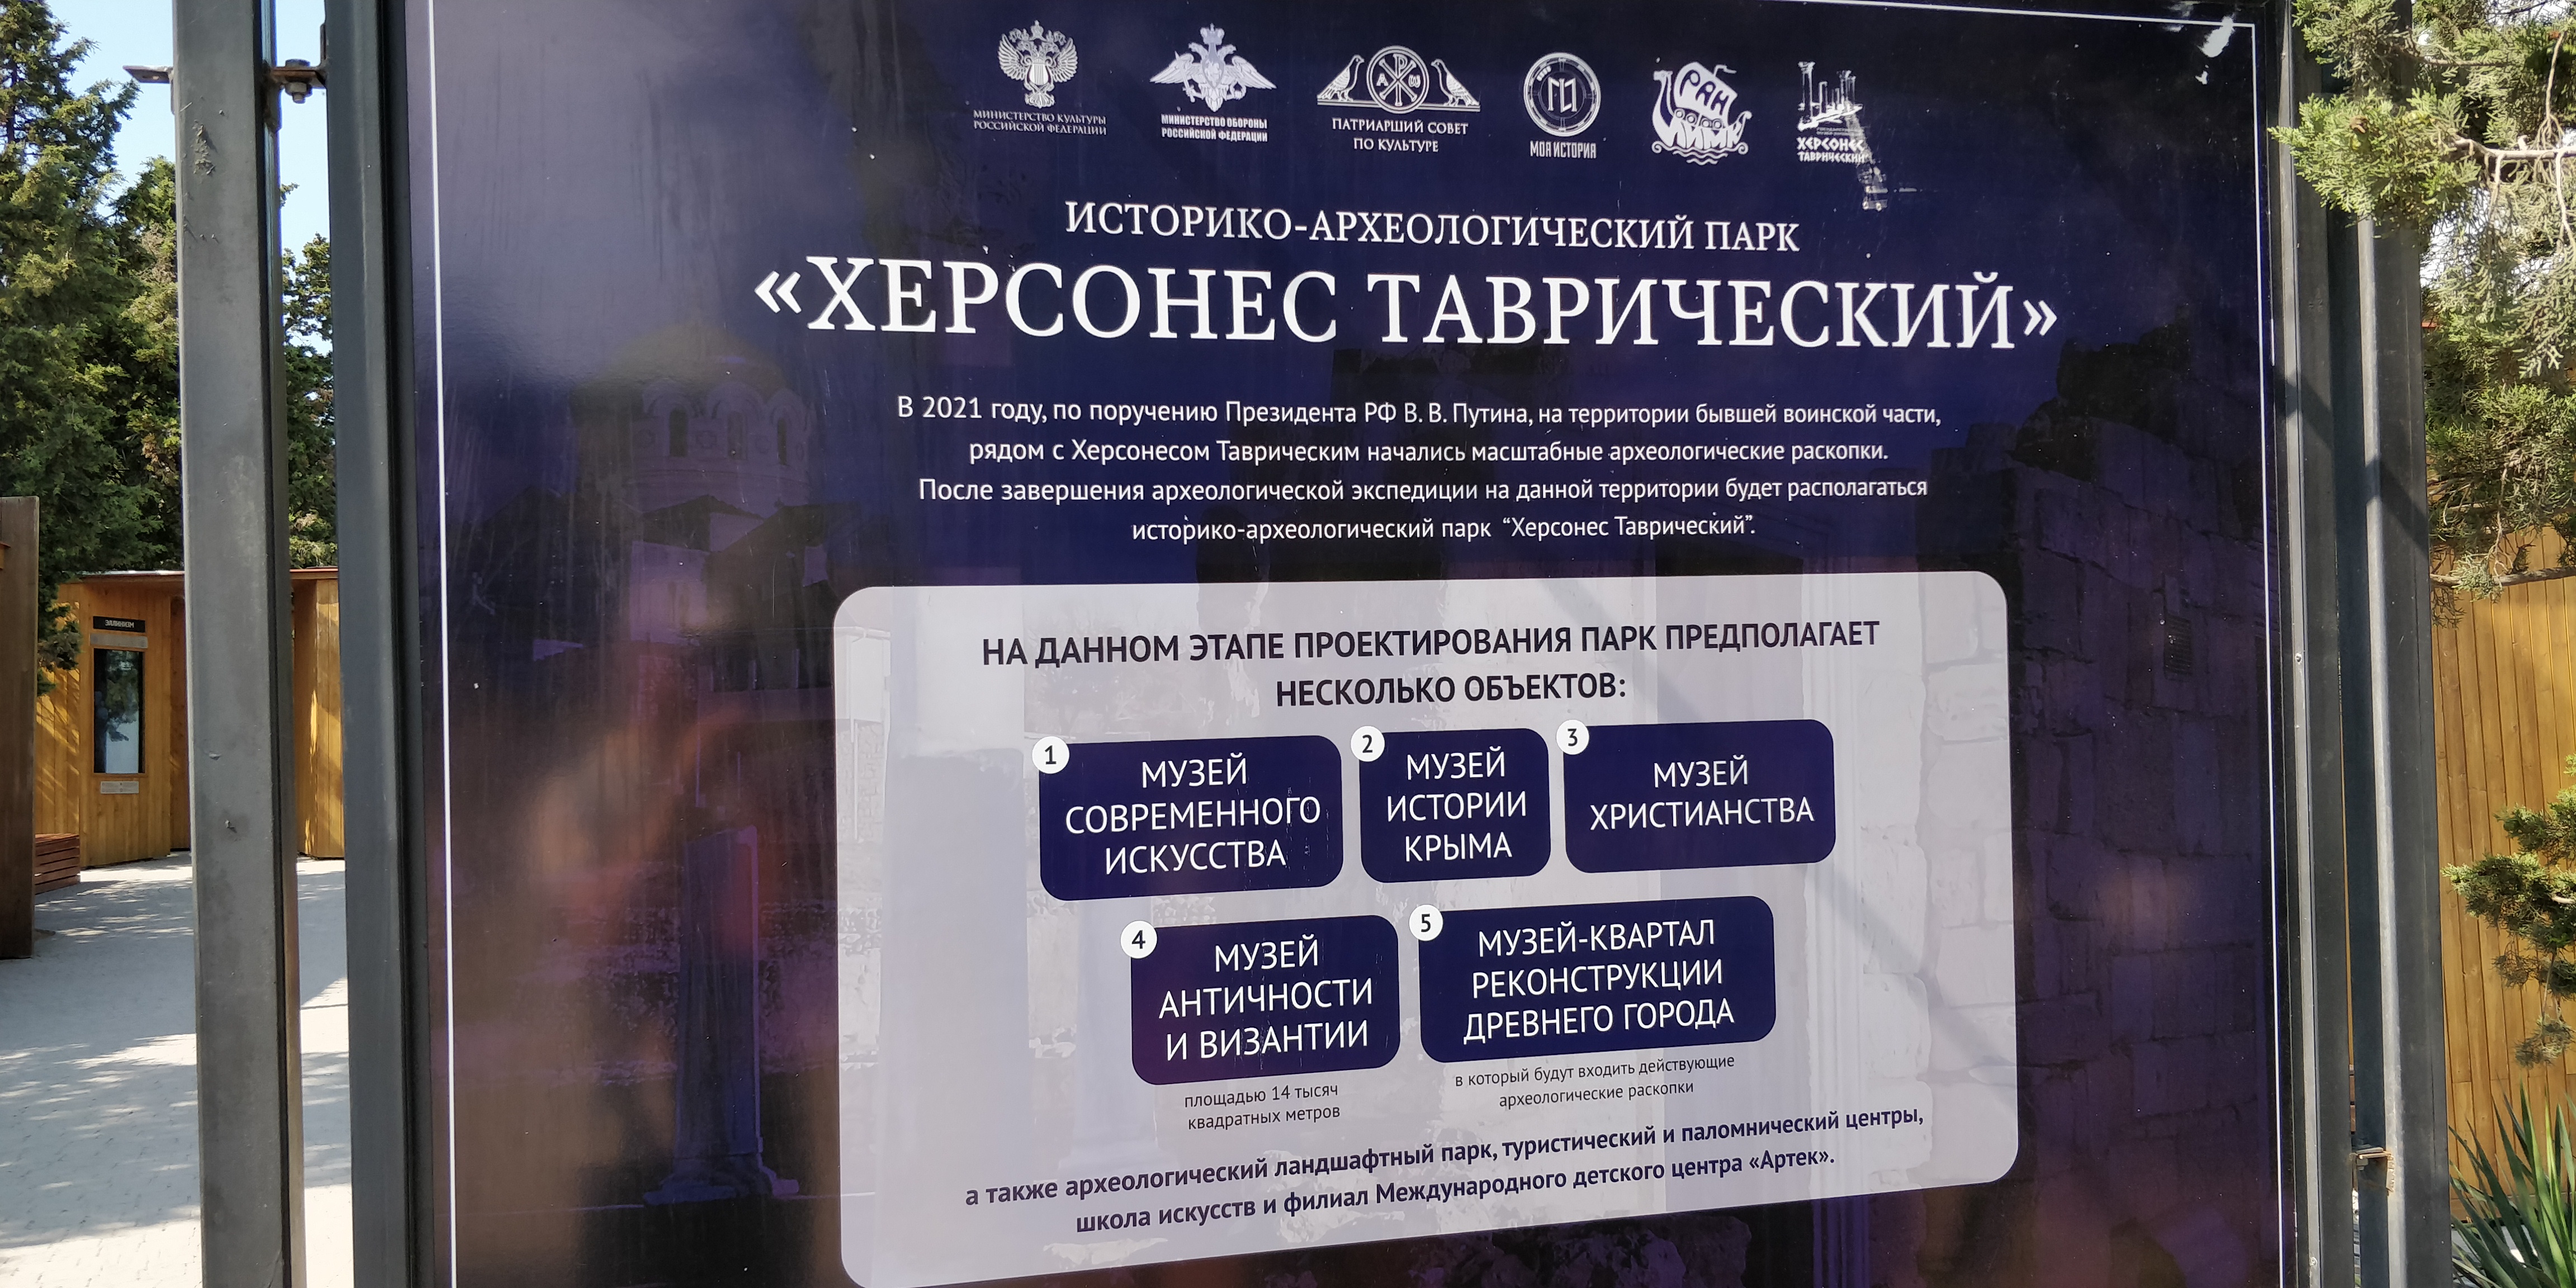 МИНИСТЕРСТВО КУЛЬТУРЫ
РОССИЙСКОЙ ФЕДЕРАЦИИ
МИНИСТЕРСТВО ОБОРОНЫ
РОССИЙСКОЙ ФЕДЕРАЦИИ
ПАТРИАРШИЙ СОВЕТ
ПО КУЛЬТУРЕ
МОЯ ИСТОРИЯ
РАН
ИИМК
ХЕРСОНЕС
ТАВРИЧЕСКИЙ
ИСТОРИКО-АРХЕОЛОГИЧЕСКИЙ ПАРК
«ХЕРСОНЕС ТАВРИЧЕСКИЙ»
В 2021 году, по поручению Президента РФ В. В. Путина, на территории бывшей воинской части,
рядом с Херсонесом Таврическим начались масштабные археологические раскопки.
После завершения археологической экспедиции на данной территории будет располагаться
историко-археологический парк “Херсонес Таврический”.
НА ДАННОМ ЭТАПЕ ПРОЕКТИРОВАНИЯ ПАРК ПРЕДПОЛАГАЕТ
НЕСКОЛЬКО ОБЪЕКТОВ:
1
МУЗЕЙ
СОВРЕМЕННОГО
ИСКУССТВА
2
МУЗЕЙ
ИСТОРИИ
КРЫМА
3
МУЗЕЙ
ХРИСТИАНСТВА
4
МУЗЕЙ
АНТИЧНОСТИ
И ВИЗАНТИИ
площадью 14 тысяч
квадратных метров
5
МУЗЕЙ-КВАРТАЛ
РЕКОНСТРУКЦИИ
ДРЕВНЕГО ГОРОДА
в который будут входить действующие
археологические раскопки
а также археологический ландшафтный парк, туристический и паломнический центры,
школа искусств и филиал Международного детского центра «Артек».
ЭЛЛИНИЗМ